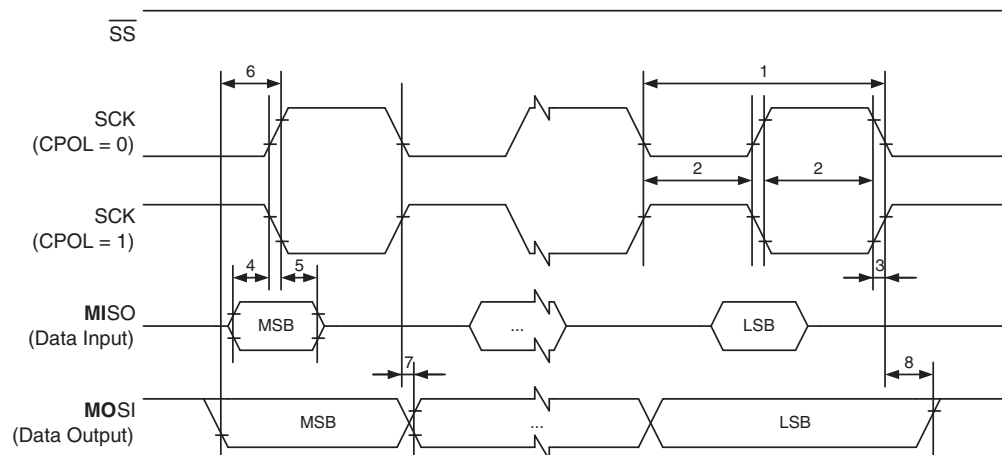 SS
6
1
SCK
(CPOL = 0)
2
2
SCK
(CPOL = 1)
4
5
3
MISO
(Data Input)
MSB
...
LSB
7
8
MOSI
(Data Output)
MSB
...
LSB